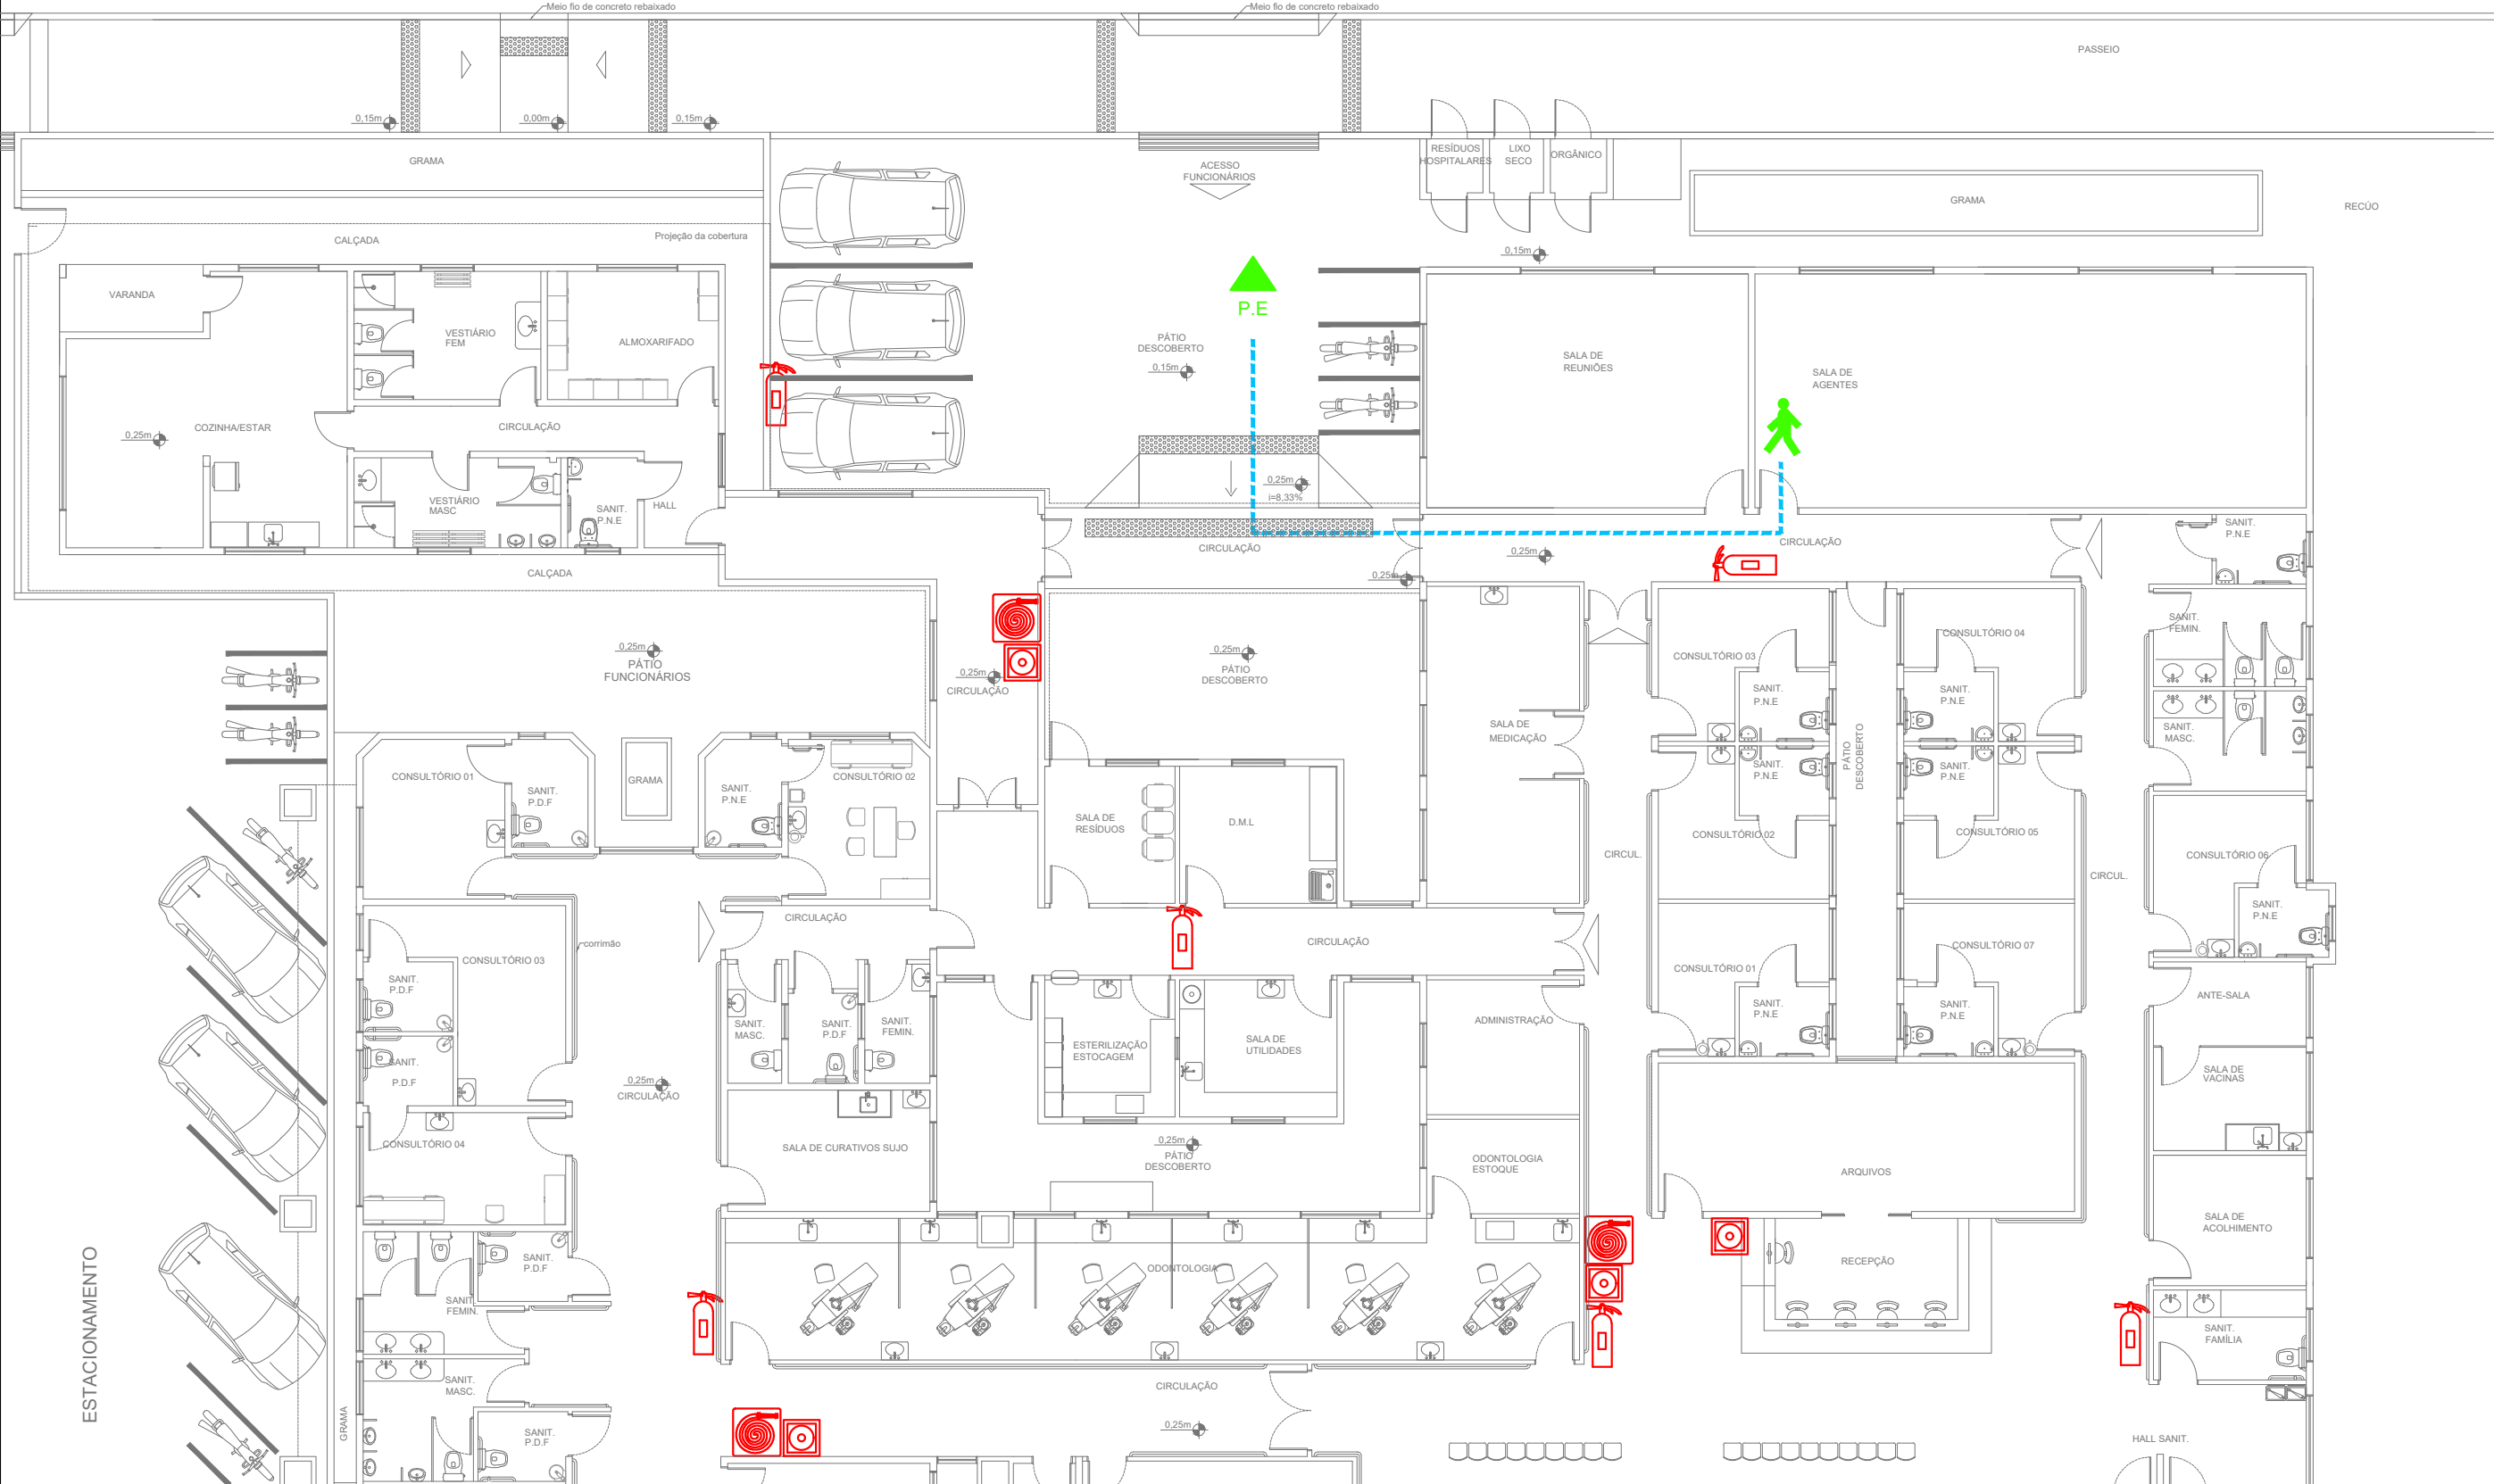 Meio fio de concreto rebaixado
Meio fio de concreto rebaixado
PASSEIO
0,15m
0,00m
0,15m
GRAMA
ACESSO
FUNCIONÁRIOS
RESÍDUOS
HOSPITALARES
LIXO
SECO
ORGÂNICO
GRAMA
RECÚO
CALÇADA
Projeção da cobertura
0,15m
VARANDA
P.E
VESTIÁRIO
FEM
ALMOXARIFADO
PÁTIO
DESCOBERTO
0,15m
SALA DE
REUNIÕES
SALA DE
AGENTES
0,25m
COZINHA/ESTAR
CIRCULAÇÃO
VESTIÁRIO
MASC
SANIT.
P.N.E
HALL
0,25m
i=8,33%
CIRCULAÇÃO
0,25m
CIRCULAÇÃO
SANIT.
P.N.E
CALÇADA
0,25m
SANIT.
FEMIN.
0,25m
PÁTIO
FUNCIONÁRIOS
0,25m
CIRCULAÇÃO
0,25m
PÁTIO
DESCOBERTO
CONSULTÓRIO 03
CONSULTÓRIO 04
SANIT.
P.N.E
SANIT.
P.N.E
SALA DE
MEDICAÇÃO
SANIT.
MASC.
PÁTIO
DESCOBERTO
SANIT.
P.N.E
SANIT.
P.N.E
CONSULTÓRIO 01
SANIT.
P.D.F
GRAMA
SANIT.
P.N.E
CONSULTÓRIO 02
SALA DE
RESÍDUOS
D.M.L
CONSULTÓRIO 02
CONSULTÓRIO 05
CIRCUL.
CONSULTÓRIO 06
CIRCUL.
SANIT.
P.N.E
CIRCULAÇÃO
corrimão
CIRCULAÇÃO
CONSULTÓRIO 03
CONSULTÓRIO 07
CONSULTÓRIO 01
SANIT.
P.D.F
ANTE-SALA
SANIT.
P.N.E
SANIT.
P.N.E
SANIT.
MASC.
SANIT.
P.D.F
SANIT.
FEMIN.
ADMINISTRAÇÃO
ESTERILIZAÇÃO
ESTOCAGEM
SALA DE
UTILIDADES
SANIT.
P.D.F
SALA DE
VACINAS
0,25m
CIRCULAÇÃO
CONSULTÓRIO 04
SALA DE CURATIVOS SUJO
0,25m
PÁTIO
DESCOBERTO
ODONTOLOGIA
ESTOQUE
ARQUIVOS
SALA DE
ACOLHIMENTO
SANIT.
P.D.F
ODONTOLOGIA
RECEPÇÃO
ESTACIONAMENTO
SANIT.
FEMIN.
SANIT.
FAMÍLIA
SANIT.
MASC.
CIRCULAÇÃO
GRAMA
0,25m
SANIT.
P.D.F
HALL SANIT.